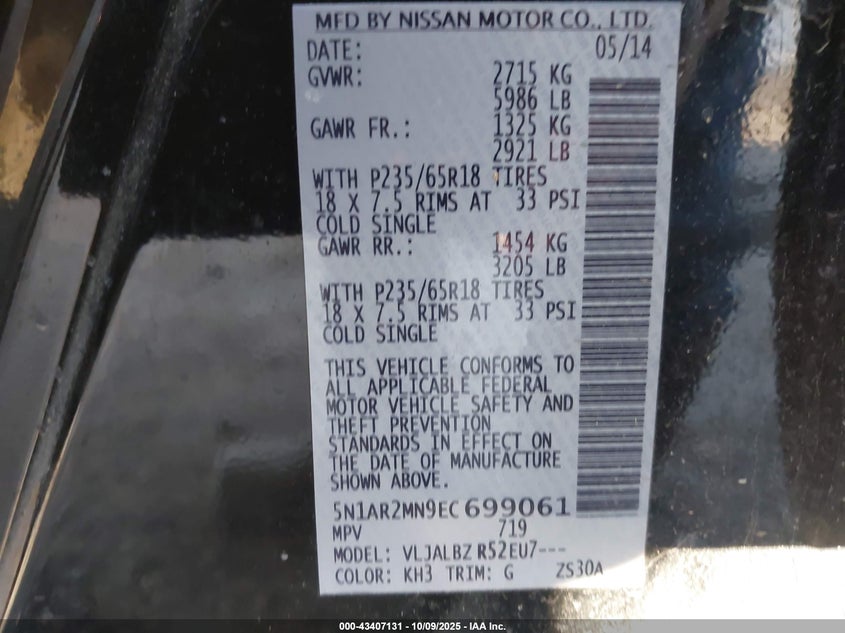 MFD BY NISSAN MOTOR CO., LTD.
DATE: 05/14
GVWR: 2715 KG
5986 LB
GAWR FR.: 1325 KG
2921 LB
WITH P235/65R18 TIRES
18 X 7.5 RIMS AT 33 PSI
COLD SINGLE
GAWR RR.: 1454 KG
3205 LB
WITH P235/65R18 TIRES
18 X 7.5 RIMS AT 33 PSI
COLD SINGLE
THIS VEHICLE CONFORMS TO
ALL APPLICABLE FEDERAL
MOTOR VEHICLE SAFETY AND
THEFT PREVENTION
STANDARDS IN EFFECT ON
THE DATE OF MANUFACTURE
SHOWN ABOVE.
5N1AR2MN9EC699061
MPV 719
MODEL: VLJALBZ R52EU7---
COLOR: KH3 TRIM: G ZS30A
000-43407131 - 10/09/2025 - IAA Inc.